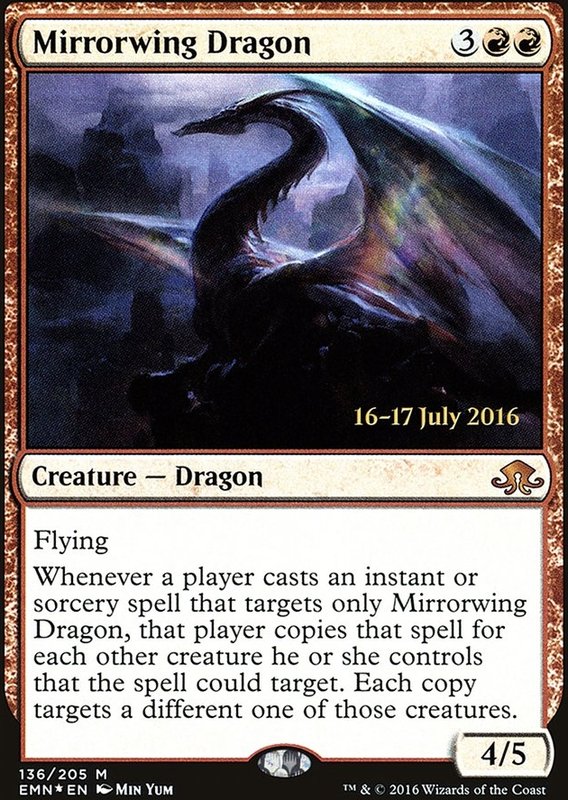 Mirrorwing Dragon 3
16–17 July 2016
Creature — Dragon
Flying
Whenever a player casts an instant or
sorcery spell that targets only Mirrorwing
Dragon, that player copies that spell for
each other creature he or she controls
that the spell could target. Each copy
targets a different one of those creatures.
4/5
136/205 M
EMN★EN Min Yum
™ & © 2016 Wizards of the Coast